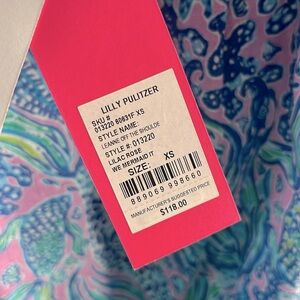 LILLY PULITZER
SKU #
013220 60631F XS
STYLE NAME:
LEANNE OFF THE SHOULDE
STYLE #: 013220
LILAC ROSE
WE MERMAID IT
SIZE: XS
889069 998660
MANUFACTURER'S SUGGESTED PRICE
$118.00